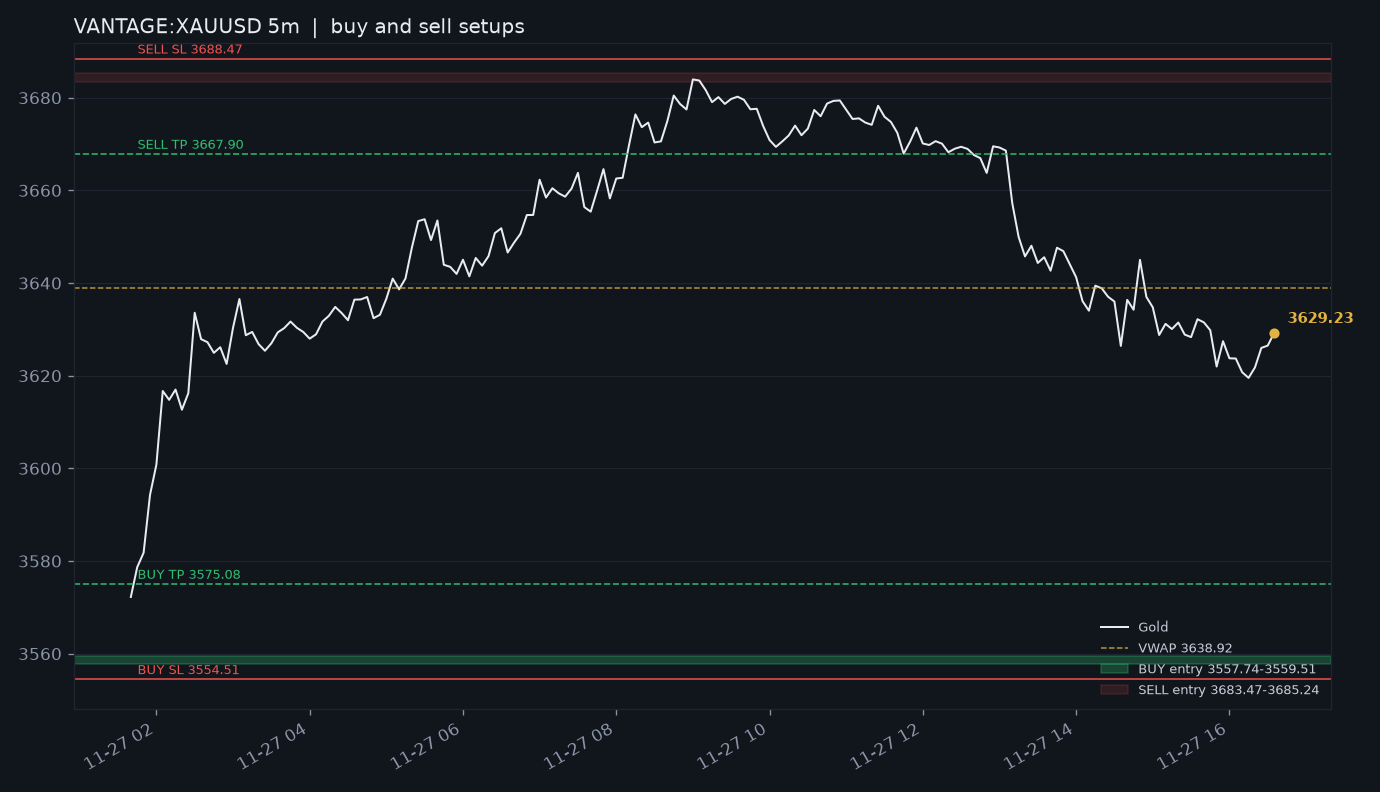 VANTAGE:XAUUSD 5m | buy and sell setups
SELL SL 3688.47
3680
SELL TP 3667.90
3660
3640
3629.23
3620
3600
3580
BUY TP 3575.08
3560
BUY SL 3554.51
Gold
VWAP 3638.92
BUY entry 3557.74-3559.51
SELL entry 3683.47-3685.24
11-27 02
11-27 04
11-27 06
11-27 08
11-27 10
11-27 12
11-27 14
11-27 16